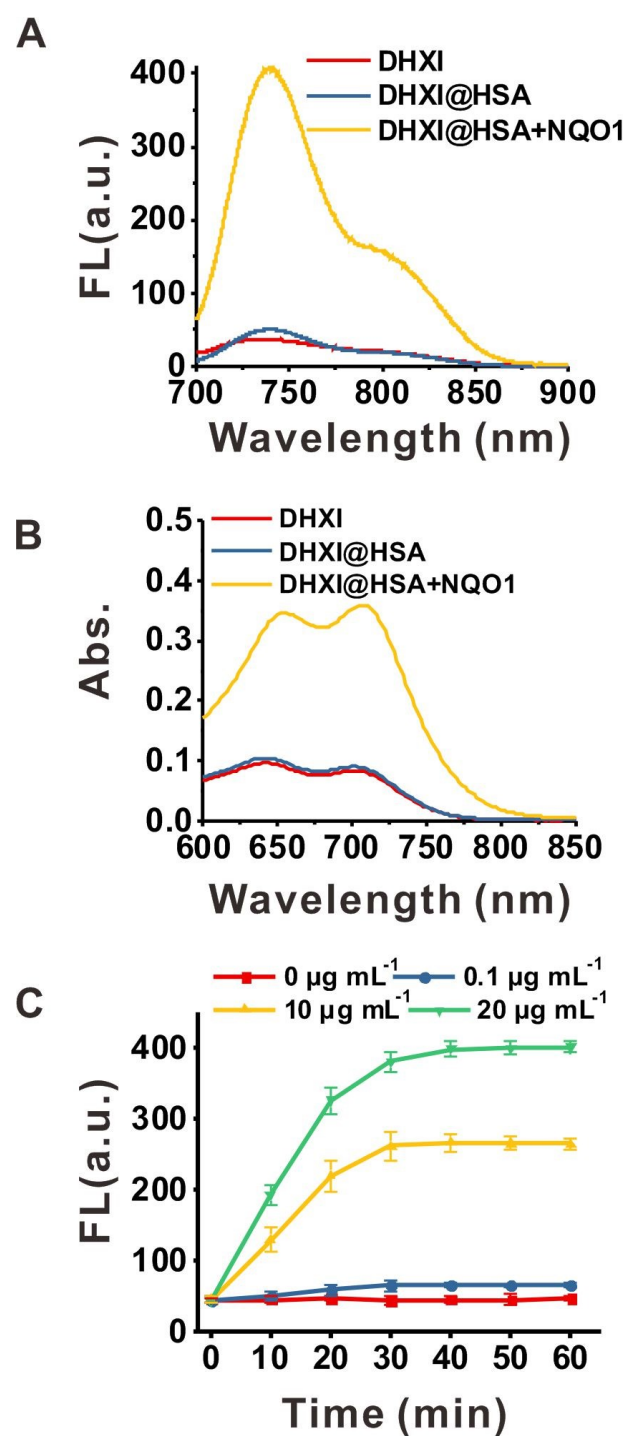 A
DHXI
DHXI@HSA
DHXI@HSA+NQO1
400
300
200
100
0
FL(a.u.)
700 750 800 850 900
Wavelength (nm)
B
DHXI
DHXI@HSA
DHXI@HSA+NQO1
0.5
0.4
0.3
0.2
0.1
0.0
Abs.
600 650 700 750 800 850
Wavelength (nm)
C
0 µg mL⁻¹ 0.1 µg mL⁻¹
10 µg mL⁻¹ 20 µg mL⁻¹
400
300
200
100
0
FL(a.u.)
0 10 20 30 40 50 60
Time (min)